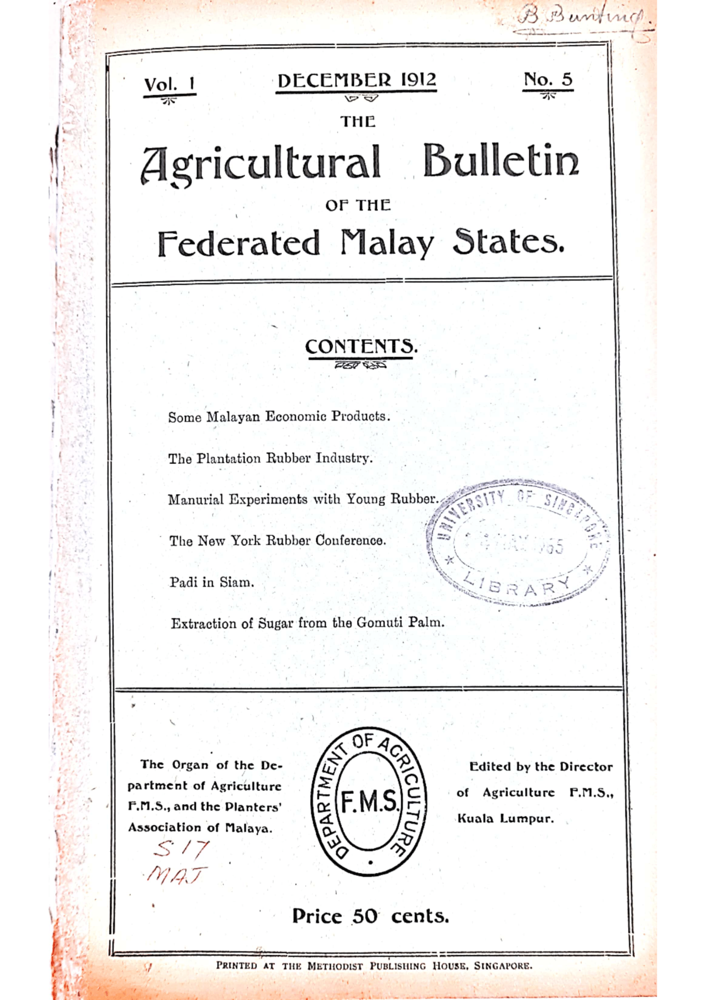 B Bunting.
Vol. 1 DECEMBER 1912 No. 5
THE
Agricultural Bulletin
OF THE
Federated Malay States.
CONTENTS.
Some Malayan Economic Products.
The Plantation Rubber Industry.
Manurial Experiments with Young Rubber.
The New York Rubber Conference.
Padi in Siam.
Extraction of Sugar from the Gomuti Palm.
UNIVERSITY OF SINGAPORE
MAY 1965
LIBRARY
The Organ of the De-
partment of Agriculture
F.M.S., and the Planters'
Association of Malaya.
S 17
MAJ
DEPARTMENT OF AGRICULTURE
F.M.S.
Edited by the Director
of Agriculture F.M.S.,
Kuala Lumpur.
Price 50 cents.
PRINTED AT THE METHODIST PUBLISHING HOUSE, SINGAPORE.